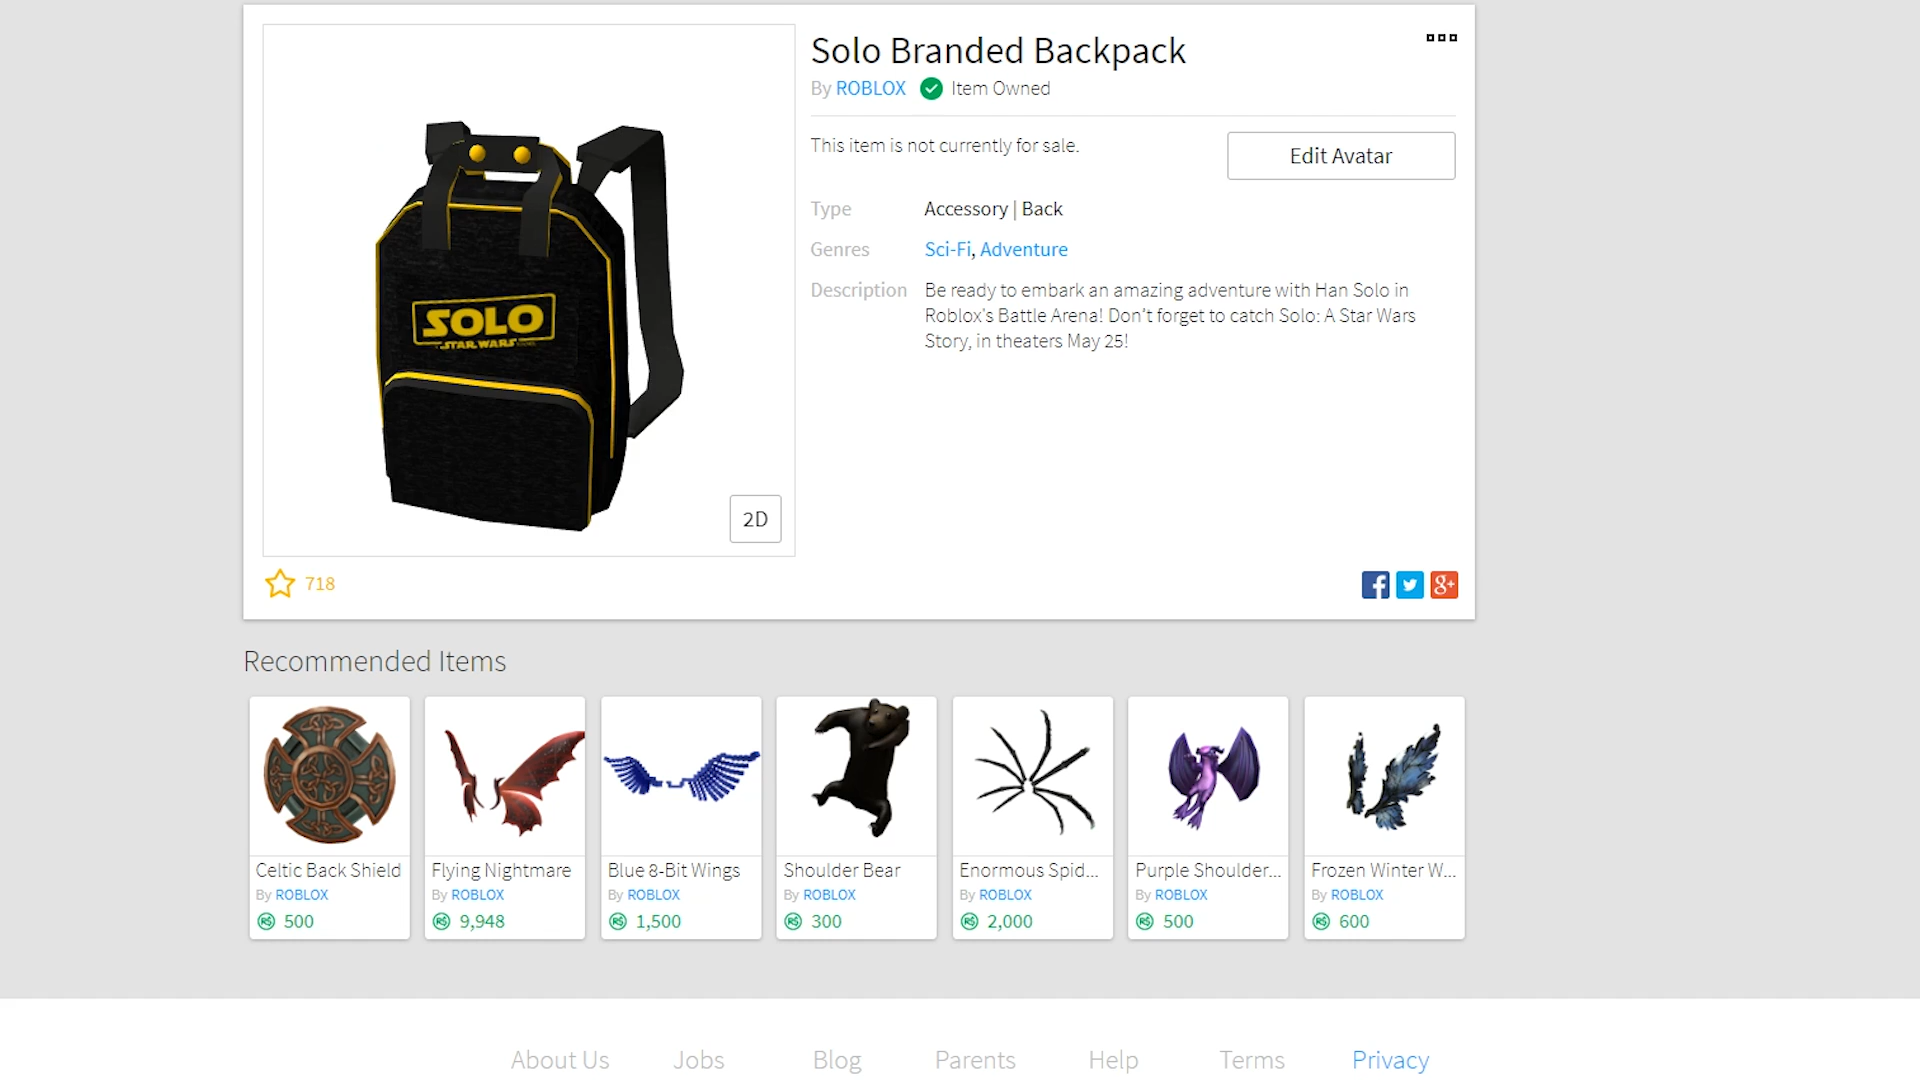 Solo Branded Backpack
By ROBLOX Item Owned
This item is not currently for sale.
Edit Avatar
Type Accessory | Back
Genres Sci-Fi, Adventure
Description Be ready to embark an amazing adventure with Han Solo in
Roblox's Battle Arena! Don't forget to catch Solo: A Star Wars
Story, in theaters May 25!
SOLO
STAR WARS
2D
718
Recommended Items
Celtic Back Shield
By ROBLOX
500
Flying Nightmare
By ROBLOX
9,948
Blue 8-Bit Wings
By ROBLOX
1,500
Shoulder Bear
By ROBLOX
300
Enormous Spid...
By ROBLOX
2,000
Purple Shoulder...
By ROBLOX
500
Frozen Winter W...
By ROBLOX
600
About Us Jobs Blog Parents Help Terms Privacy